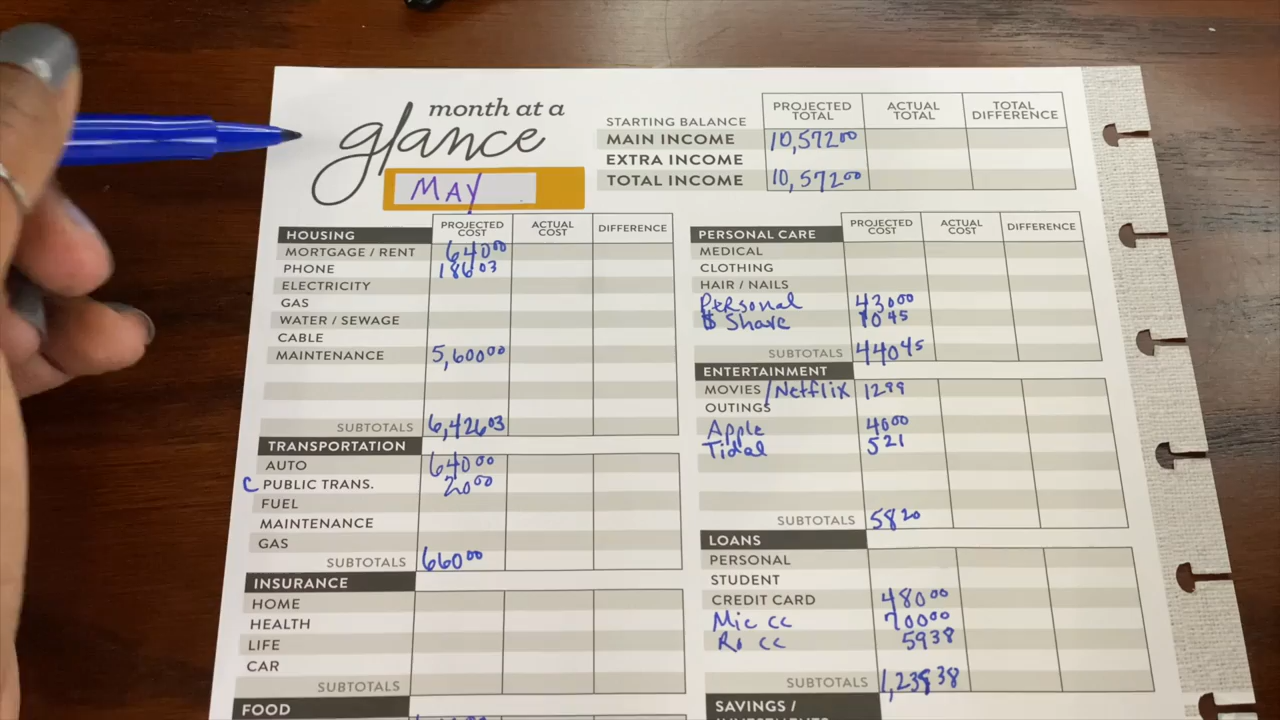 month at a
glance
MAY
PROJECTED TOTAL ACTUAL TOTAL TOTAL DIFFERENCE
STARTING BALANCE
MAIN INCOME 10,572 00
EXTRA INCOME
TOTAL INCOME 10,572 00
HOUSING PROJECTED COST ACTUAL COST DIFFERENCE
MORTGAGE / RENT 640 00
PHONE 186 03
ELECTRICITY
GAS
WATER / SEWAGE
CABLE
MAINTENANCE 5,600 00
SUBTOTALS 6,426 03
TRANSPORTATION
AUTO 640 00
C PUBLIC TRANS. 20 00
FUEL
MAINTENANCE
GAS
SUBTOTALS 660 00
INSURANCE
HOME
HEALTH
LIFE
CAR
SUBTOTALS
FOOD
PERSONAL CARE PROJECTED COST ACTUAL COST DIFFERENCE
MEDICAL
CLOTHING
HAIR / NAILS
Personal 430 00
$ Share 10 45
SUBTOTALS 440 45
ENTERTAINMENT
MOVIES /Netflix 12 99
OUTINGS
Apple 40 00
Tidal 5 21
SUBTOTALS 58 20
LOANS
PERSONAL
STUDENT
CREDIT CARD 480 00
Mic cc 700 00
Ro cc 59 38
SUBTOTALS 1,239 38
SAVINGS /